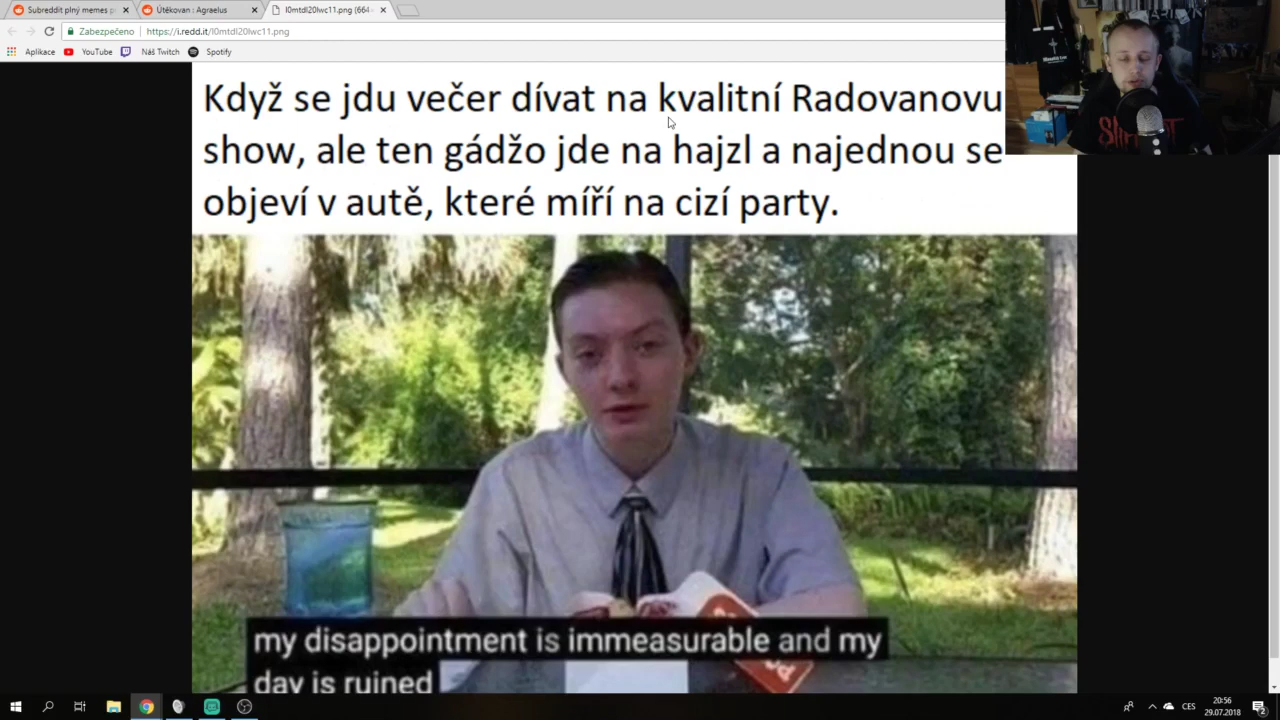 Subreddit plný memes p
Útěkovan : Agraelus
l0mtdl20lwc11.png (664
Zabezpečeno
https://i.redd.it/l0mtdl20lwc11.png
Aplikace
YouTube
Náš Twitch
Spotify
Když se jdu večer dívat na kvalitní Radovanovu
show, ale ten gádžo jde na hajzl a najednou se
objeví v autě, které míří na cizí party.
my disappointment is immeasurable and my
day is ruined
CES
20:56
29.07.2018
2